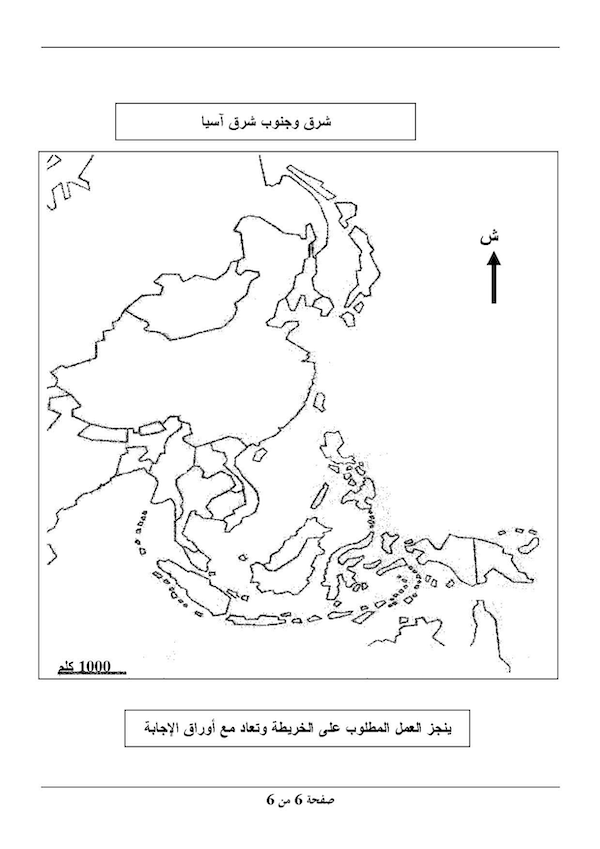 شرق وجنوب شرق آسيا
ش
1000 كلم
ينجز العمل المطلوب على الخريطة وتعاد مع أوراق الإجابة
صفحة 6 من 6